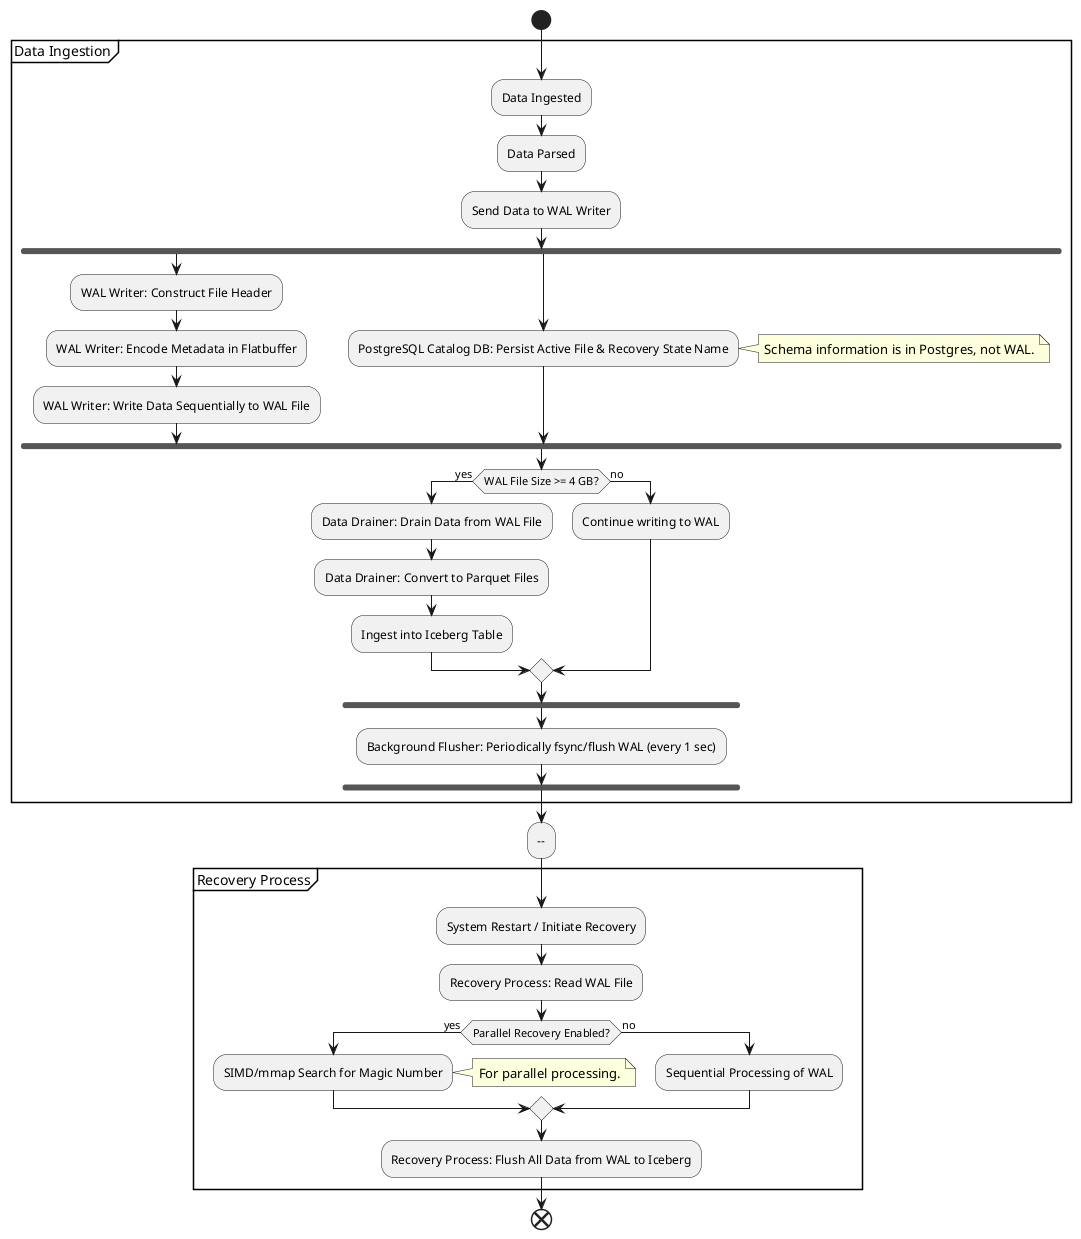 Data Ingestion
Data Ingested
Data Parsed
Send Data to WAL Writer
WAL Writer: Construct File Header
WAL Writer: Encode Metadata in Flatbuffer
PostgreSQL Catalog DB: Persist Active File & Recovery State Name
Schema information is in Postgres, not WAL.
WAL Writer: Write Data Sequentially to WAL File
yes
WAL File Size >= 4 GB?
no
Data Drainer: Drain Data from WAL File
Continue writing to WAL
Data Drainer: Convert to Parquet Files
Ingest into Iceberg Table
Background Flusher: Periodically fsync/flush WAL (every 1 sec)
--
Recovery Process
System Restart / Initiate Recovery
Recovery Process: Read WAL File
yes
Parallel Recovery Enabled?
no
SIMD/mmap Search for Magic Number
For parallel processing.
Sequential Processing of WAL
Recovery Process: Flush All Data from WAL to Iceberg